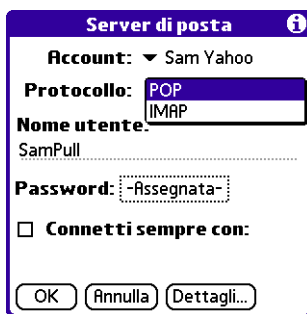 Server di posta
Account: Sam Yahoo
Protocollo: POP
IMAP
Nome utente:
SamPull
Password: -Assegnata-
Connetti sempre con:
OK Annulla Dettagli...